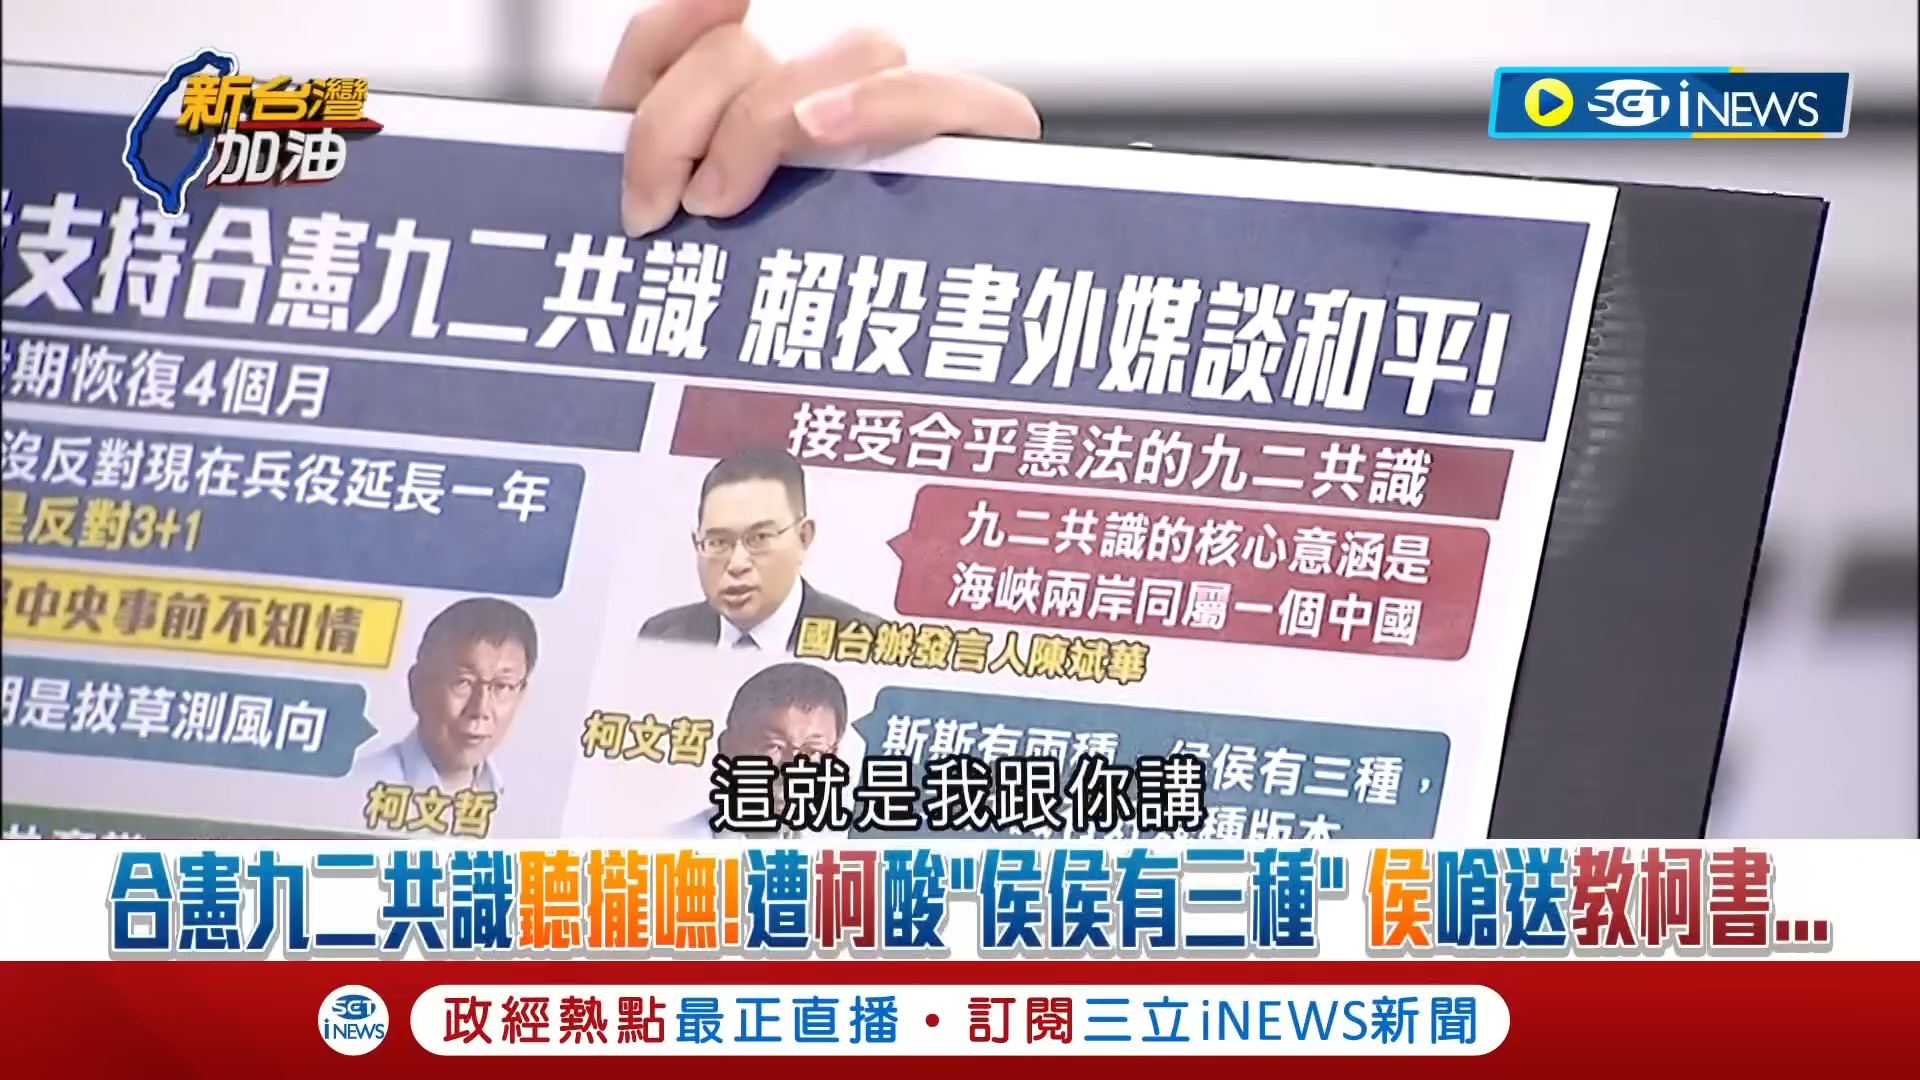 新台灣
加油
SET iNEWS
支持合憲九二共識 賴投書外媒談和平!
期恢復4個月
沒反對現在兵役延長一年
是反對3+1
中央事前不知情
期是拔草測風向
柯文哲
接受合乎憲法的九二共識
九二共識的核心意涵是
海峽兩岸同屬一個中國
國台辦發言人陳斌華
柯文哲
斯斯有兩種,侯侯有三種,
種版本
這就是我跟你講
合憲九二共識聽攏嘸!遭柯酸"侯侯有三種" 侯嗆送教柯書...
SET iNEWS
政經熱點最正直播•訂閱三立iNEWS新聞